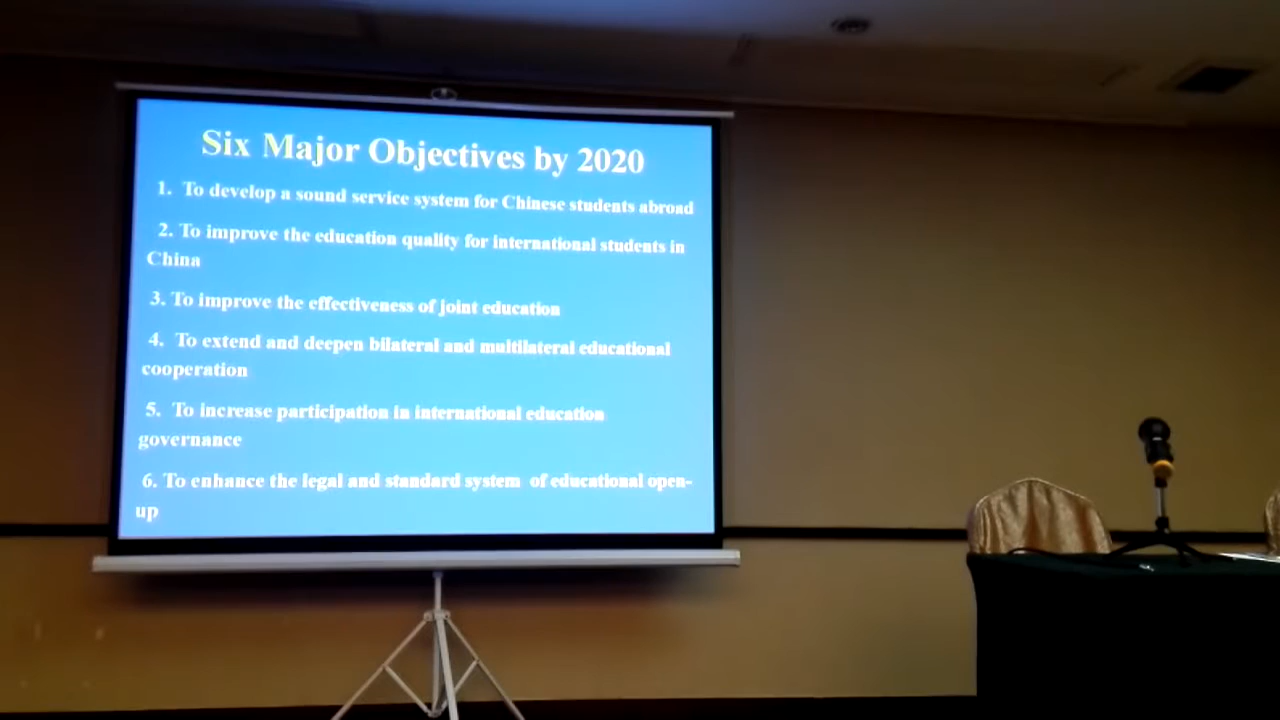 Six Major Objectives by 2020
1. To develop a sound service system for Chinese students abroad
2. To improve the education quality for international students in
China
3. To improve the effectiveness of joint education
4. To extend and deepen bilateral and multilateral educational
cooperation
5. To increase participation in international education
governance
6. To enhance the legal and standard system of educational open-
up